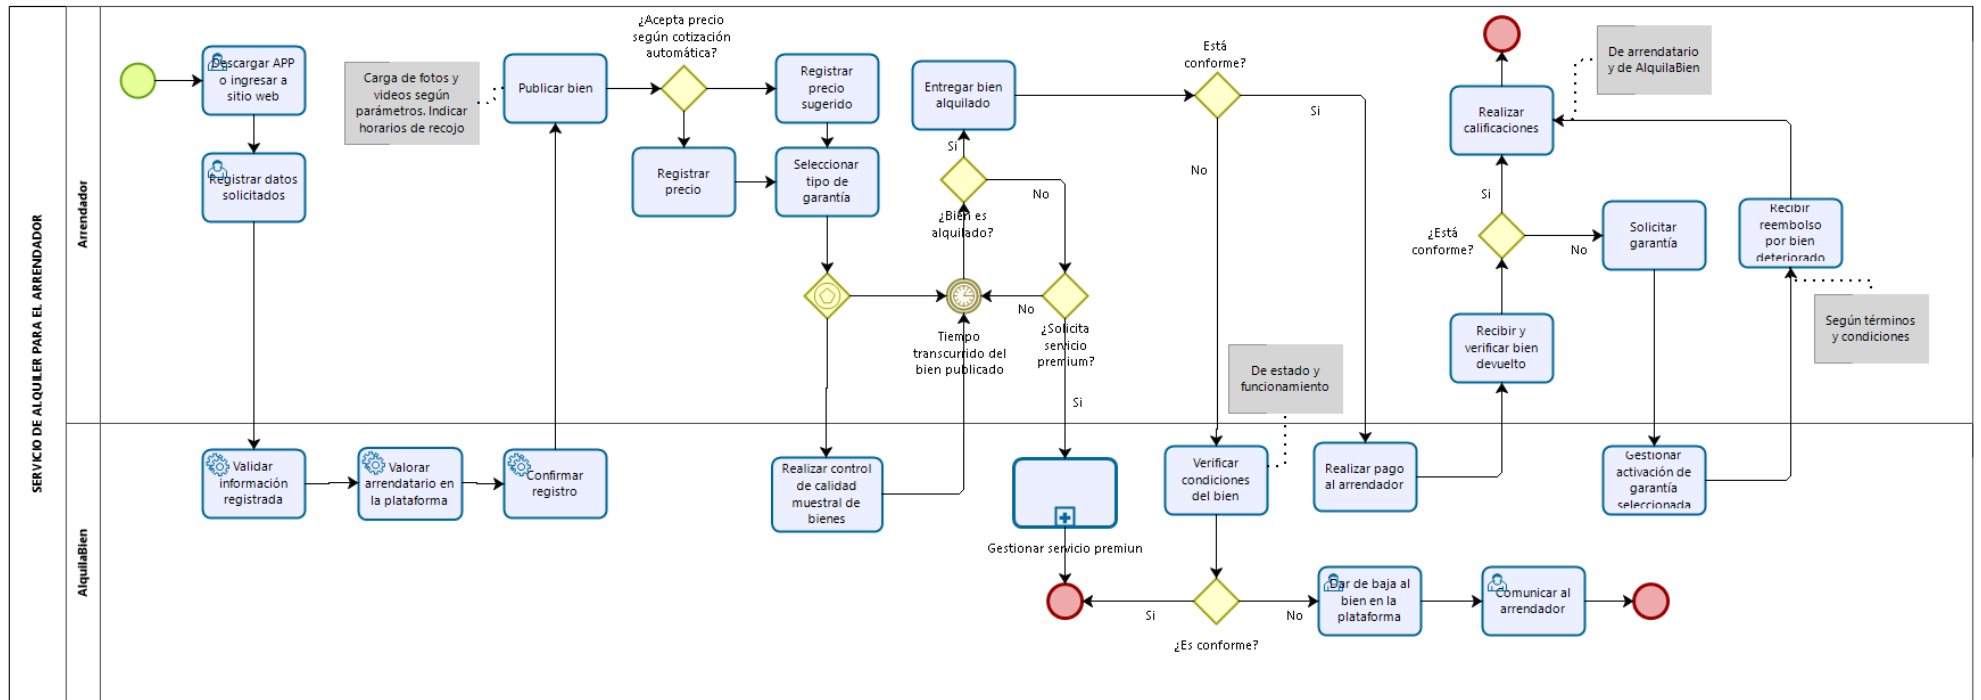 SERVICIO DE ALQUILER PARA EL ARRENDADOR
Arrendador
AlquilaBien
Descargar APP
o ingresar a
sitio web
Registrar datos
solicitados
Validar
información
registrada
Valorar
arrendatario en
la plataforma
Confirmar
registro
Carga de fotos y
videos según
parámetros. Indicar
horarios de recojo
Publicar bien
¿Acepta precio
según cotización
automática?
Registrar
precio
sugerido
Registrar
precio
Seleccionar
tipo de
garantía
Realizar control
de calidad
muestral de
bienes
Tiempo
transcurrido del
bien publicado
¿Bien es
alquilado?
Si
No
Entregar bien
alquilado
¿Solicita
servicio
premium?
No
Si
Gestionar servicio premiun
Está
conforme?
Si
No
De estado y
funcionamiento
Verificar
condiciones
del bien
¿Es conforme?
Si
No
Dar de baja al
bien en la
plataforma
Comunicar al
arrendador
Realizar pago
al arrendador
Recibir y
verificar bien
devuelto
¿Está
conforme?
Si
No
Realizar
calificaciones
De arrendatario
y de AlquilaBien
Solicitar
garantía
Gestionar
activación de
garantía
seleccionada
Recibir
reembolso
por bien
deteriorado
Según términos
y condiciones